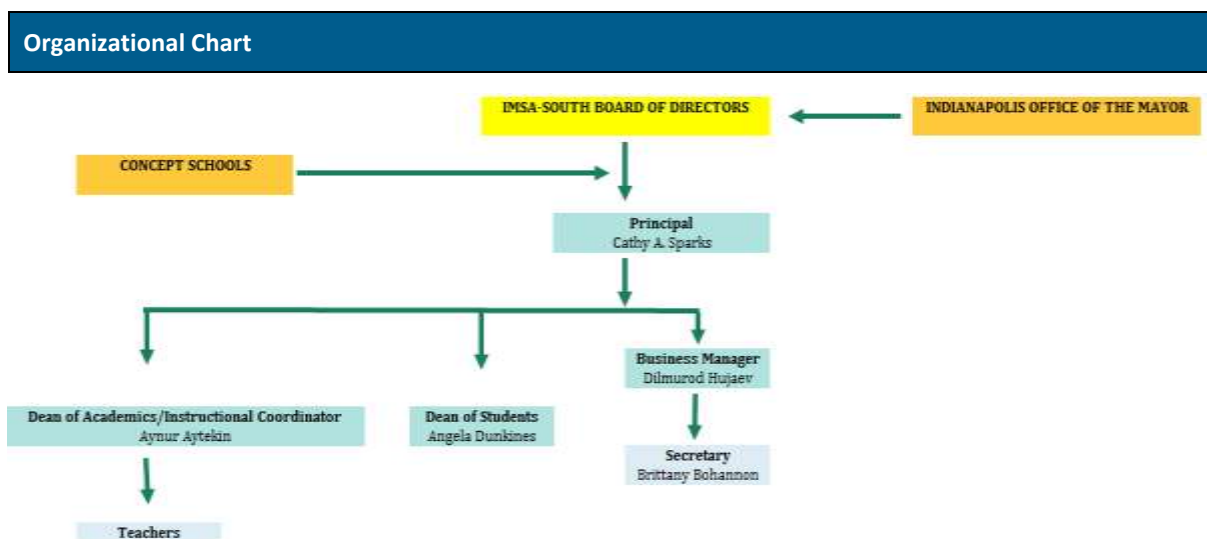 Organizational Chart
IMSA-SOUTH BOARD OF DIRECTORS
INDIANAPOLIS OFFICE OF THE MAYOR
CONCEPT SCHOOLS
Principal
Cathy A. Sparks
Business Manager
Dilmurod Hujaev
Dean of Academics/Instructional Coordinator
Aynur Aytekin
Dean of Students
Angela Dunkines
Secretary
Brittany Bohannon
Teachers